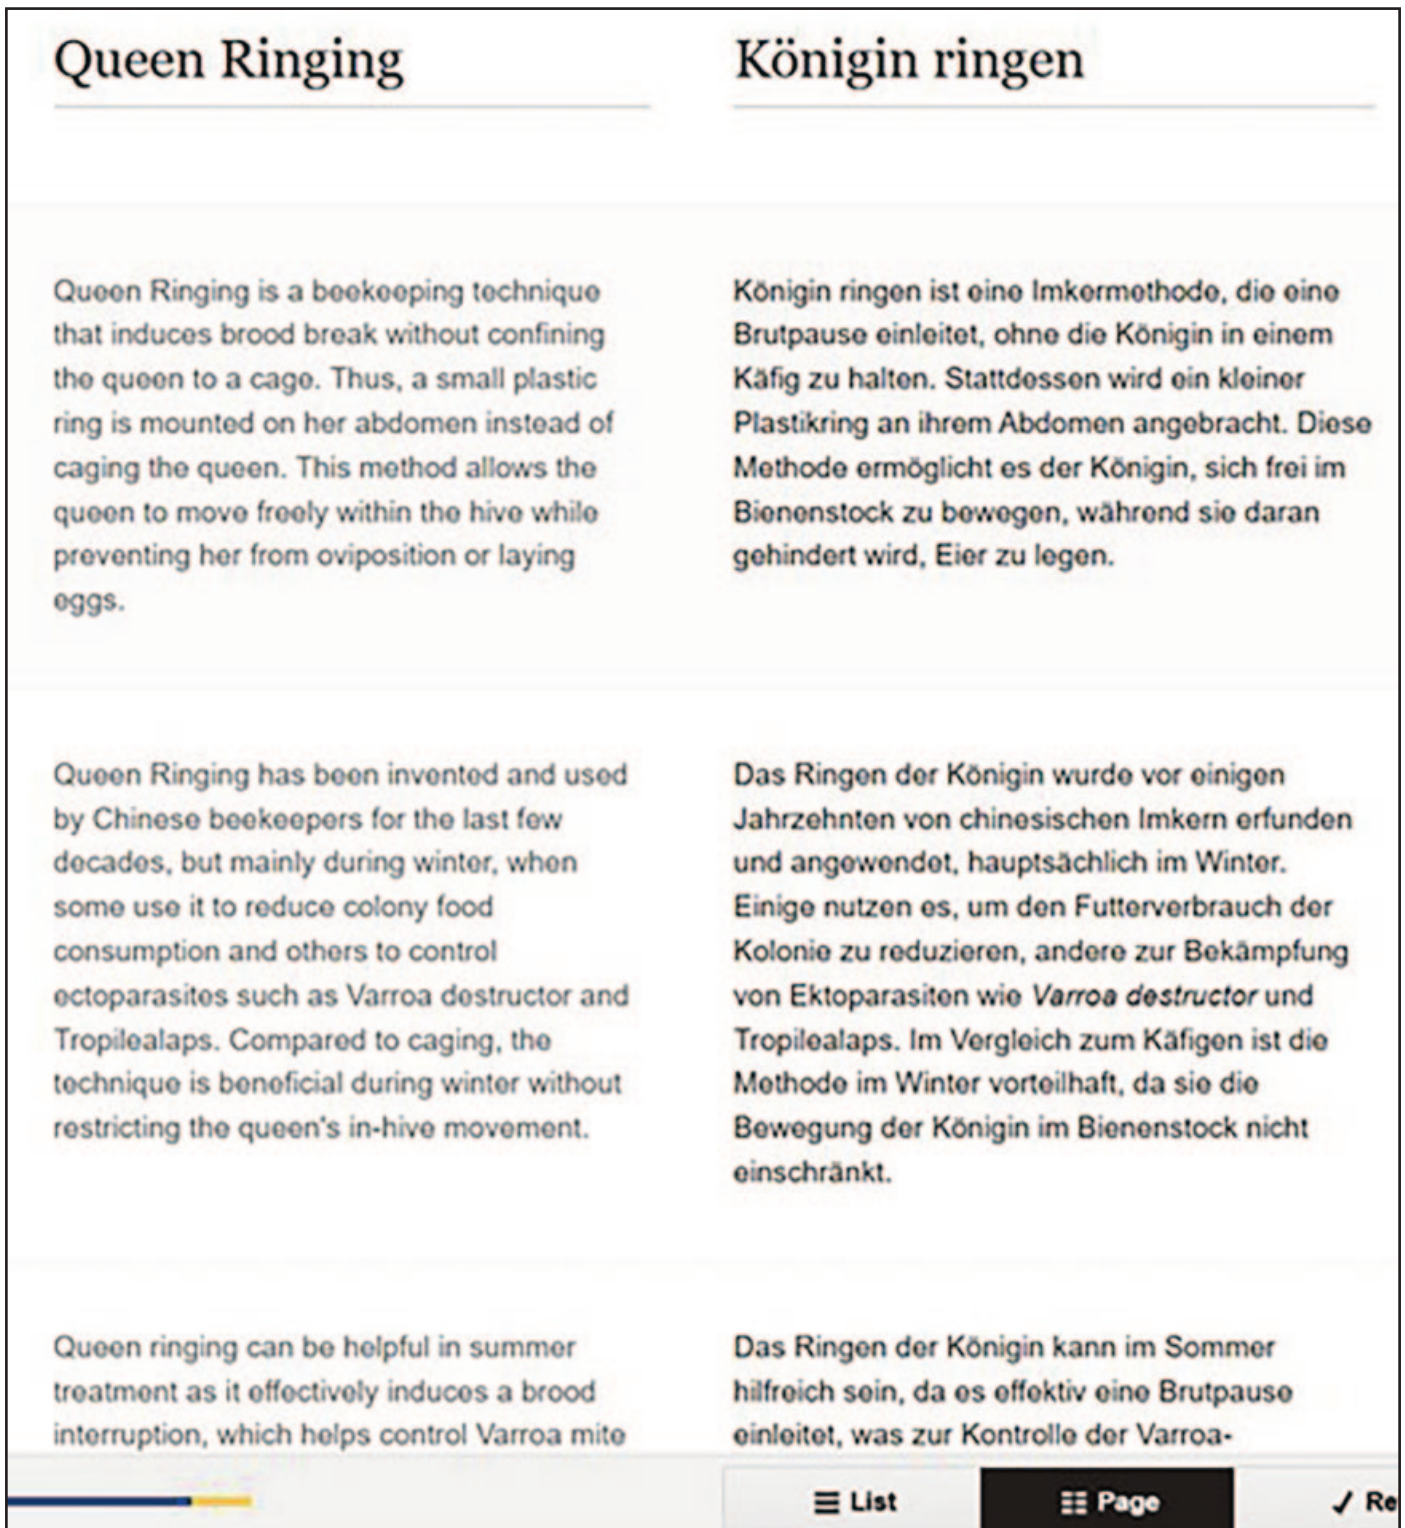 Queen Ringing
Königin ringen
Queen Ringing is a beekeeping technique
that induces brood break without confining
the queen to a cage. Thus, a small plastic
ring is mounted on her abdomen instead of
caging the queen. This method allows the
queen to move freely within the hive while
preventing her from oviposition or laying
eggs.
Königin ringen ist eine Imkermethode, die eine
Brutpause einleitet, ohne die Königin in einem
Käfig zu halten. Stattdessen wird ein kleiner
Plastikring an ihrem Abdomen angebracht. Diese
Methode ermöglicht es der Königin, sich frei im
Bienenstock zu bewegen, während sie daran
gehindert wird, Eier zu legen.
Queen Ringing has been invented and used
by Chinese beekeepers for the last few
decades, but mainly during winter, when
some use it to reduce colony food
consumption and others to control
ectoparasites such as Varroa destructor and
Tropilealaps. Compared to caging, the
technique is beneficial during winter without
restricting the queen's in-hive movement.
Das Ringen der Königin wurde vor einigen
Jahrzehnten von chinesischen Imkern erfunden
und angewendet, hauptsächlich im Winter.
Einige nutzen es, um den Futterverbrauch der
Kolonie zu reduzieren, andere zur Bekämpfung
von Ektoparasiten wie Varroa destructor und
Tropilealaps. Im Vergleich zum Käfigen ist die
Methode im Winter vorteilhaft, da sie die
Bewegung der Königin im Bienenstock nicht
einschränkt.
Queen ringing can be helpful in summer
treatment as it effectively induces a brood
interruption, which helps control Varroa mite
Das Ringen der Königin kann im Sommer
hilfreich sein, da es effektiv eine Brutpause
einleitet, was zur Kontrolle der Varroa-
List
Page
Re